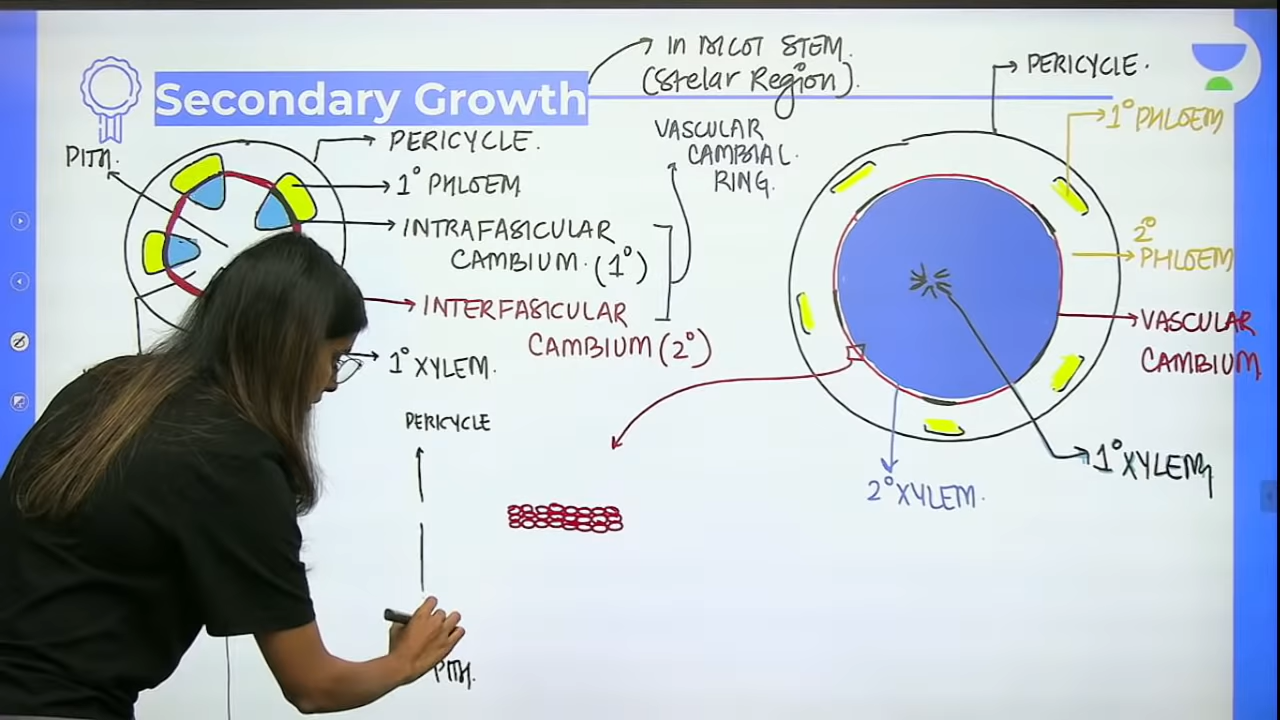 Secondary Growth
IN DICOT STEM.
(Stelar Region).
PITH.
PERICYCLE.
1° PHLOEM
INTRAFASICULAR
CAMBIUM. (1°)
INTERFASICULAR
CAMBIUM (2°)
1° XYLEM.
VASCULAR
CAMBIAL.
RING.
PERICYCLE
PITH.
PERICYCLE.
1° PHLOEM
2°
PHLOEM
VASCULAR
CAMBIUM
1° XYLEM
2° XYLEM.